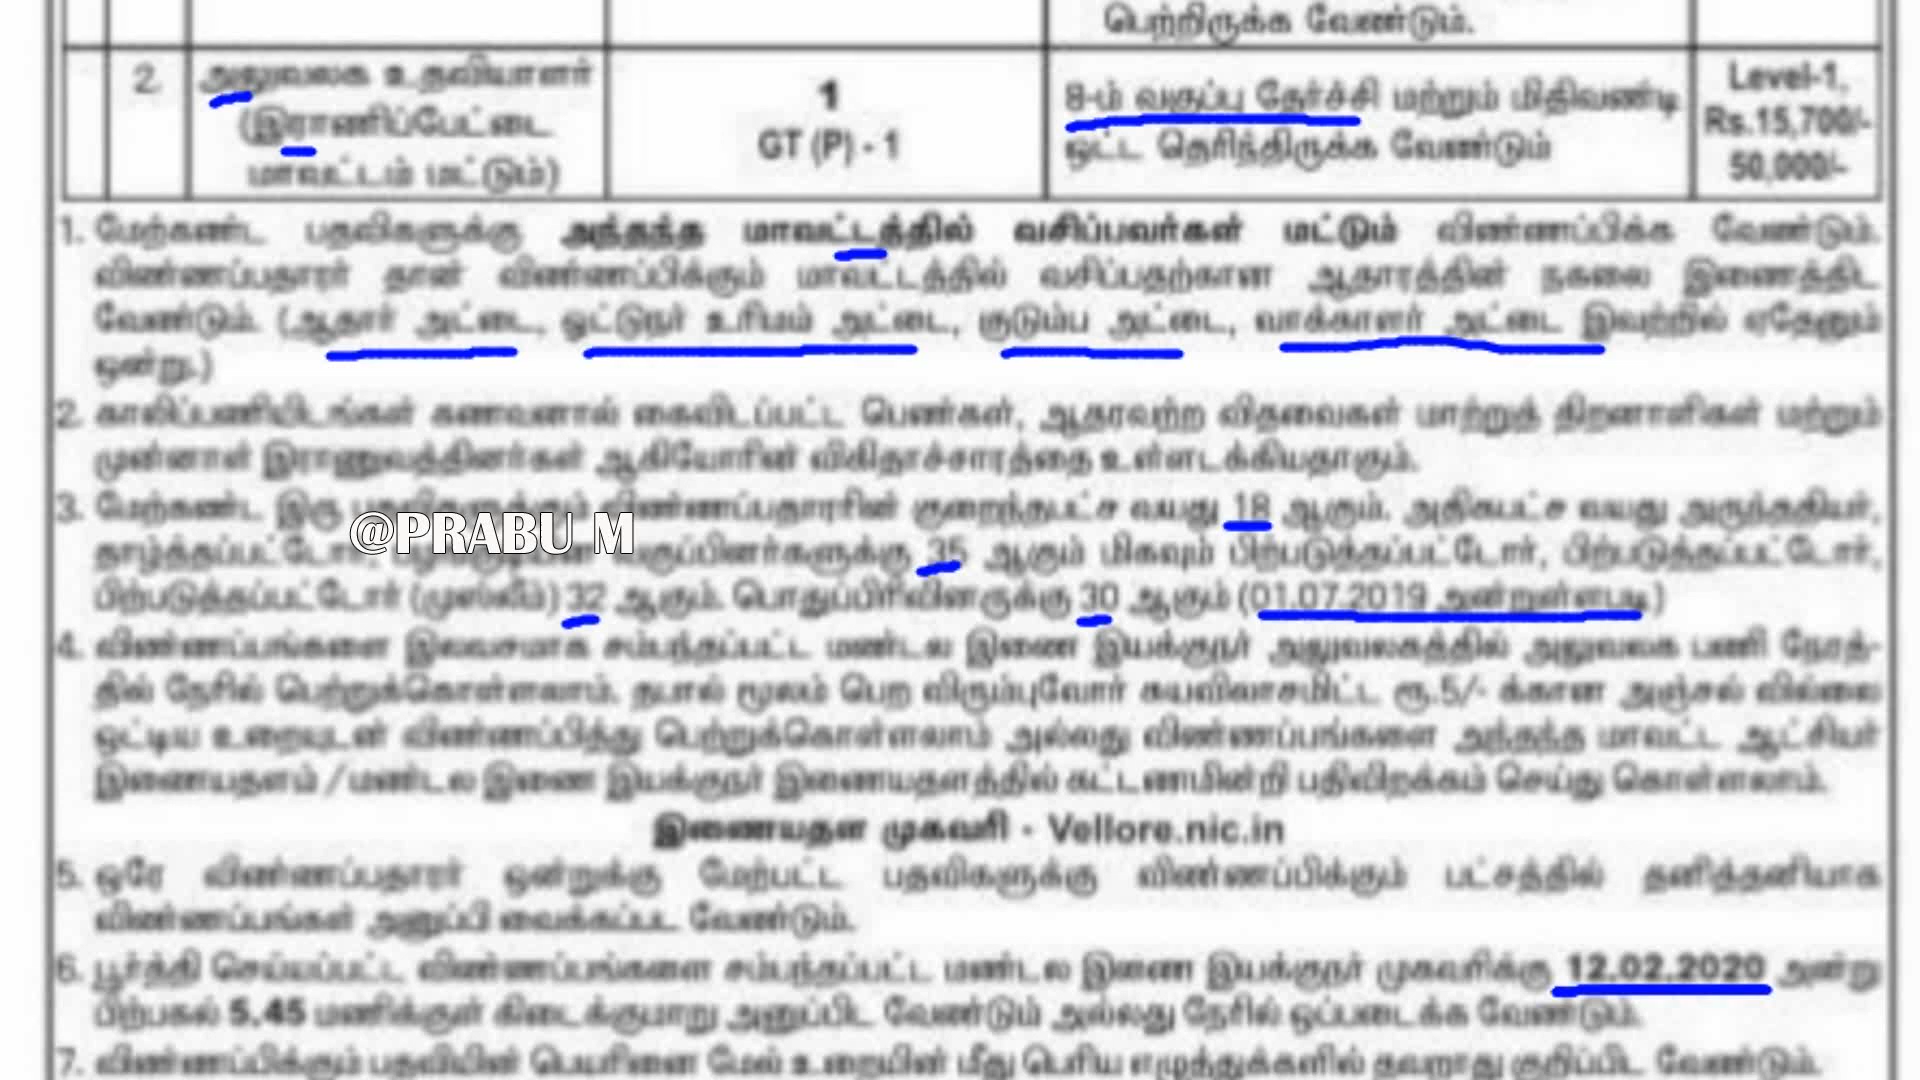 பெற்றிருக்க வேண்டும்.
2. அலுவலக உதவியாளர் (இராணிப்பேட்டை மாவட்டம் மட்டும்)
1
GT (P) - 1
8-ம் வகுப்பு தேர்ச்சி மற்றும் மிதிவண்டி
ஓட்ட தெரிந்திருக்க வேண்டும்
Level-1,
Rs.15,700/-
50,000/-
1. மேற்கண்ட பதவிகளுக்கு அந்தந்த மாவட்டத்தில் வசிப்பவர்கள் மட்டும் விண்ணப்பிக்க வேண்டும்.
விண்ணப்பதாரர் தான் விண்ணப்பிக்கும் மாவட்டத்தில் வசிப்பதற்கான ஆதாரத்தின் நகலை இணைத்திட
வேண்டும். (ஆதார் அட்டை, ஓட்டுநர் உரிமம் அட்டை, குடும்ப அட்டை, வாக்காளர் அட்டை இவற்றில் ஏதேனும்
ஒன்று.)
2. காலிப்பணியிடங்கள் கணவனால் கைவிடப்பட்ட பெண்கள், ஆதரவற்ற விதவைகள் மாற்றுத் திறனாளிகள் மற்றும்
முன்னாள் இராணுவத்தினர்கள் ஆகியோரின் விகிதாச்சாரத்தை உள்ளடக்கியதாகும்.
3. மேற்கண்ட இரு பதவிகளுக்கும் விண்ணப்பதாரரின் குறைந்தபட்ச வயது 18 ஆகும். அதிகபட்ச வயது அருந்ததியர்,
@PRABU M
தாழ்த்தப்பட்டோர், பழங்குடியின வகுப்பினர்களுக்கு 35 ஆகும் மிகவும் பிற்படுத்தப்பட்டோர், பிற்படுத்தப்பட்டோர்,
பிற்படுத்தப்பட்டோர் (முஸ்லீம்) 32 ஆகும். பொதுப்பிரிவினருக்கு 30 ஆகும் (01.07.2019 அன்றுள்ளபடி)
4. விண்ணப்பங்களை இலவசமாக சம்பந்தப்பட்ட மண்டல இணை இயக்குநர் அலுவலகத்தில் அலுவலக பணி நேரத்-
தில் நேரில் பெற்றுக்கொள்ளலாம். தபால் மூலம் பெற விரும்புவோர் சுயவிலாசமிட்ட ரூ.5/- க்கான அஞ்சல் வில்லை
ஒட்டிய உறையுடன் விண்ணப்பித்து பெற்றுக்கொள்ளலாம் அல்லது விண்ணப்பங்களை அந்தந்த மாவட்ட ஆட்சியர்
இணையதளம் / மண்டல இணை இயக்குநர் இணையதளத்தில் கட்டணமின்றி பதிவிறக்கம் செய்து கொள்ளலாம்.
இணையதள முகவரி - Vellore.nic.in
5. ஒரே விண்ணப்பதாரர் ஒன்றுக்கு மேற்பட்ட பதவிகளுக்கு விண்ணப்பிக்கும் பட்சத்தில் தனித்தனியாக
விண்ணப்பங்கள் அனுப்பி வைக்கப்பட வேண்டும்.
6. பூர்த்தி செய்யப்பட்ட விண்ணப்பங்களை சம்பந்தப்பட்ட மண்டல இணை இயக்குநர் முகவரிக்கு 12.02.2020 அன்று
பிற்பகல் 5.45 மணிக்குள் கிடைக்குமாறு அனுப்பிட வேண்டும் அல்லது நேரில் ஒப்படைக்க வேண்டும்.
7. விண்ணப்பிக்கும் பதவியின் பெயரினை மேல் உறையின் மீது பெரிய எழுத்துக்களில் தவறாது குறிப்பிட வேண்டும்.